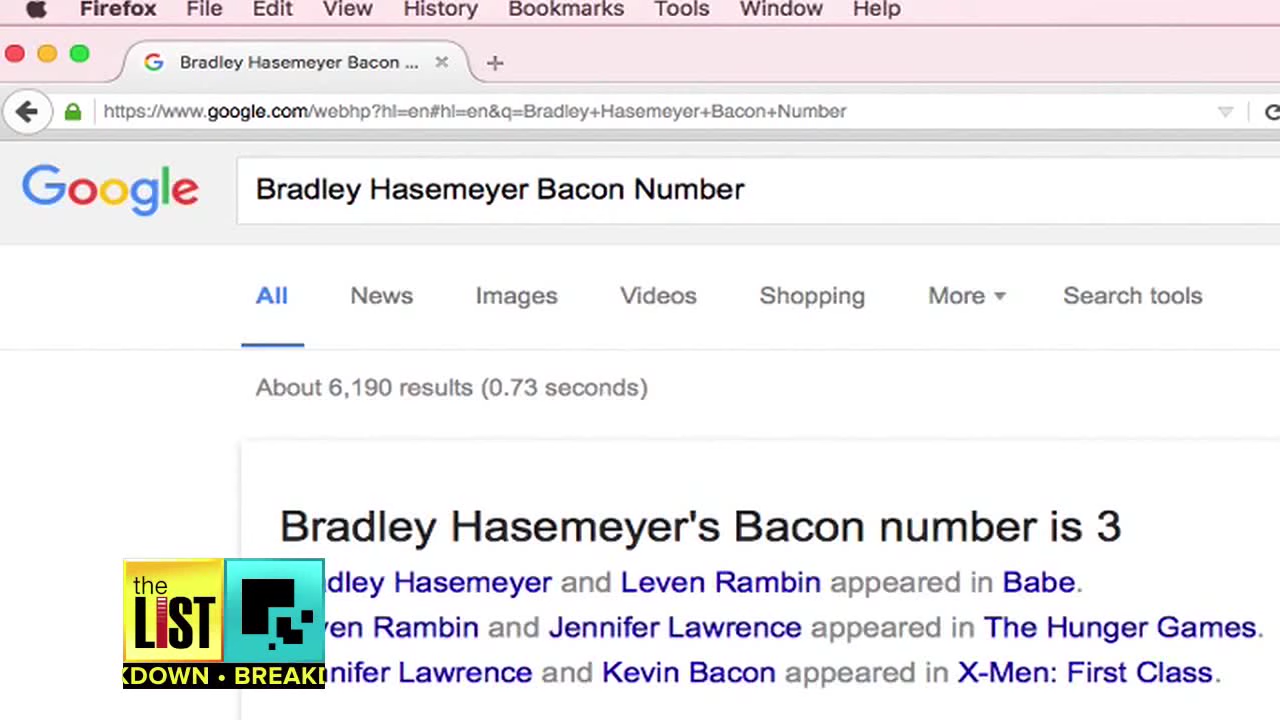 Firefox File Edit View History Bookmarks Tools Window Help
Bradley Hasemeyer Bacon ...
https://www.google.com/webhp?hl=en#hl=en&q=Bradley+Hasemeyer+Bacon+Number
Google
Bradley Hasemeyer Bacon Number
All News Images Videos Shopping More Search tools
About 6,190 results (0.73 seconds)
Bradley Hasemeyer's Bacon number is 3
dley Hasemeyer and Leven Rambin appeared in Babe.
ven Rambin and Jennifer Lawrence appeared in The Hunger Games.
nnifer Lawrence and Kevin Bacon appeared in X-Men: First Class.
the
LiST
KDOWN • BREAKD